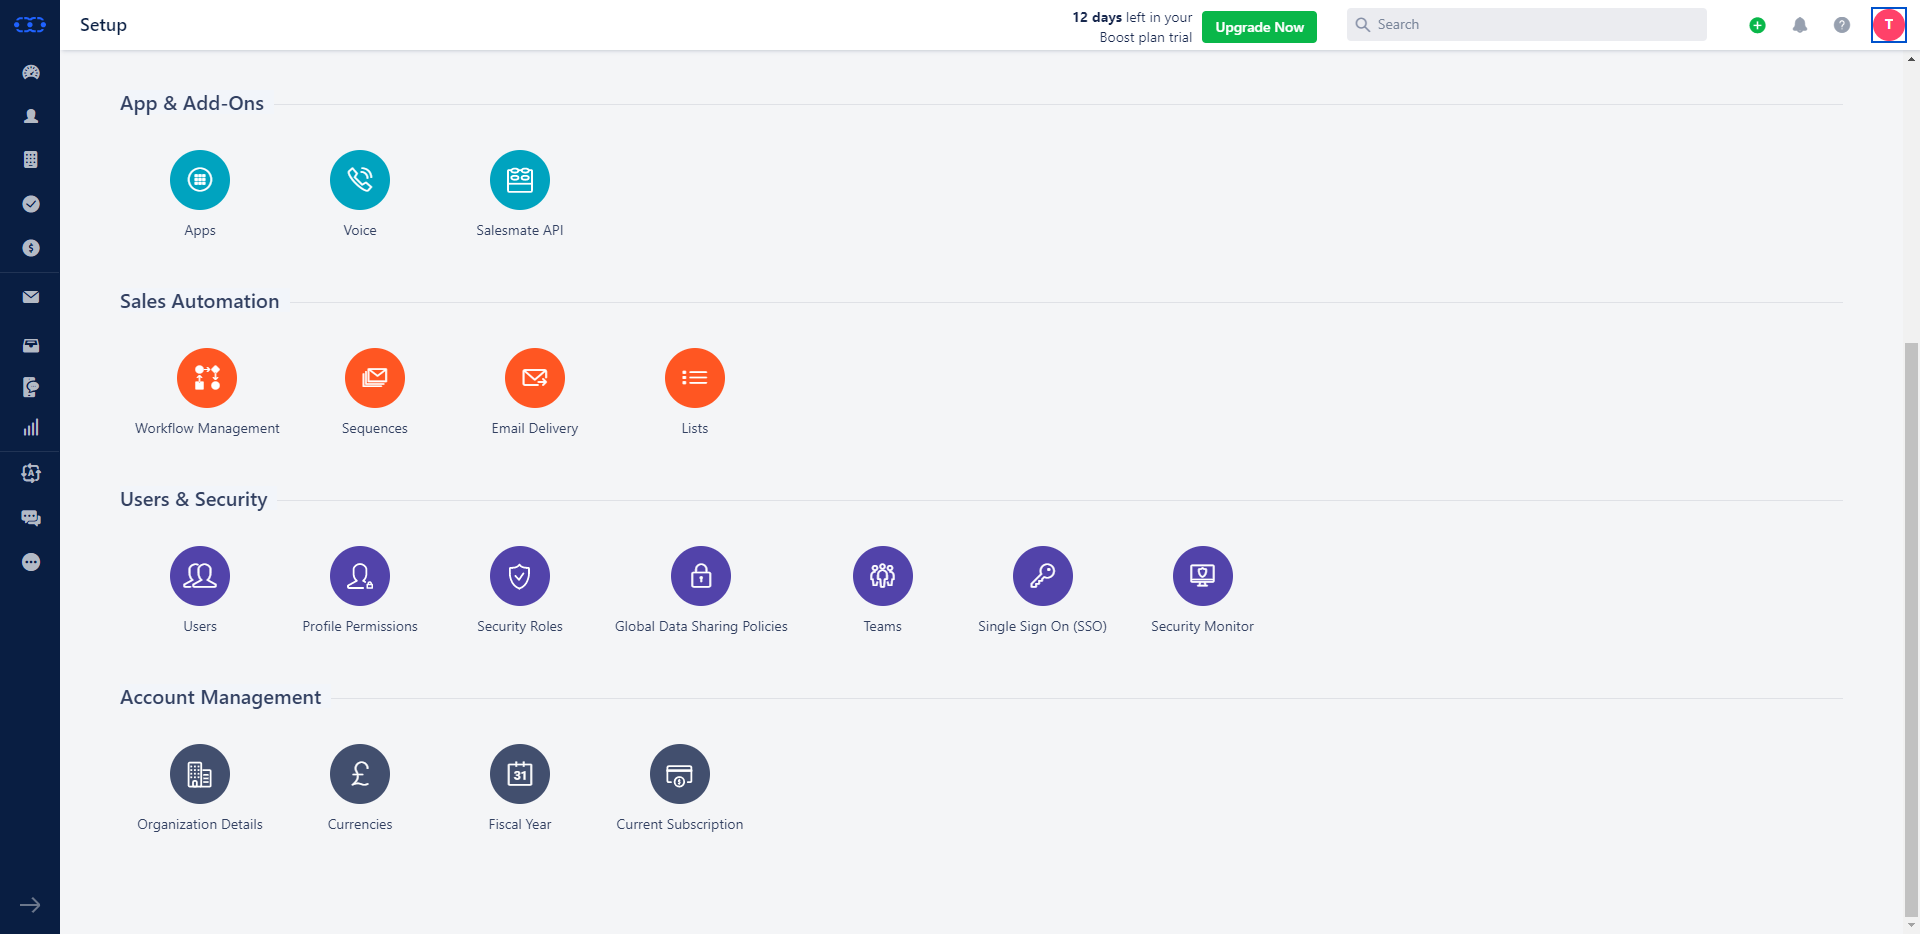 Setup
12 days left in your
Boost plan trial
Upgrade Now
Search
T
App & Add-Ons
Apps
Voice
Salesmate API
Sales Automation
Workflow Management
Sequences
Email Delivery
Lists
Users & Security
Users
Profile Permissions
Security Roles
Global Data Sharing Policies
Teams
Single Sign On (SSO)
Security Monitor
Account Management
31
Organization Details
Currencies
Fiscal Year
Current Subscription